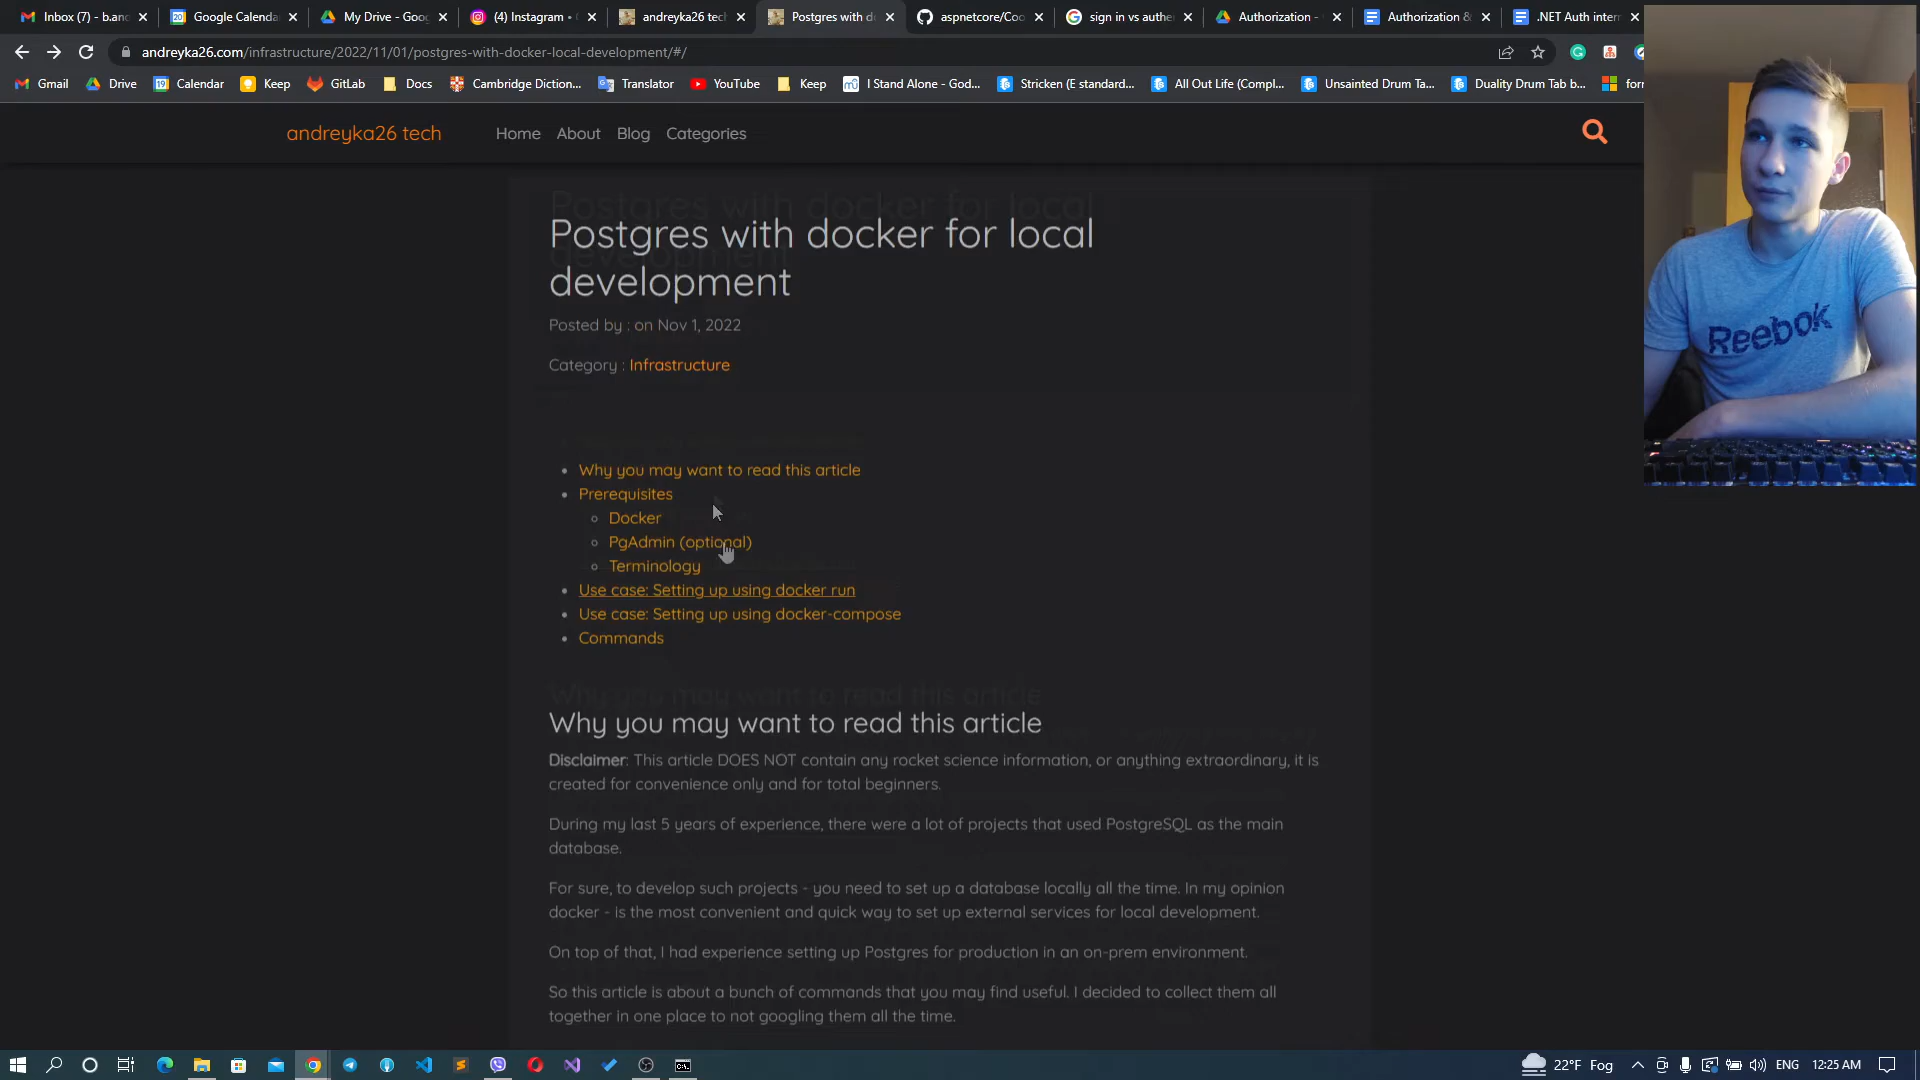 Inbox (7) - b.an
Google Calenda
My Drive - Goo
(4) Instagram •
andreyka26 tec
Postgres with d
aspnetcore/Coo
sign in vs authe
Authorization -
Authorization &
.NET Auth inter
andreyka26.com/infrastructure/2022/11/01/postgres-with-docker-local-development/#/
Gmail
Drive
Calendar
Keep
GitLab
Docs
Cambridge Diction...
Translator
YouTube
Keep
I Stand Alone - God...
Stricken (E standard...
All Out Life (Compl...
Unsainted Drum Ta...
Duality Drum Tab b...
for
andreyka26 tech
Home
About
Blog
Categories
Postgres with docker for local
development
Posted by : on Nov 1, 2022
Category : Infrastructure
Why you may want to read this article
Prerequisites
Docker
PgAdmin (optional)
Terminology
Use case: Setting up using docker run
Use case: Setting up using docker-compose
Commands
Why you may want to read this article
Disclaimer: This article DOES NOT contain any rocket science information, or anything extraordinary, it is
created for convenience only and for total beginners.
During my last 5 years of experience, there were a lot of projects that used PostgreSQL as the main
database.
For sure, to develop such projects - you need to set up a database locally all the time. In my opinion
docker - is the most convenient and quick way to set up external services for local development.
On top of that, I had experience setting up Postgres for production in an on-prem environment.
So this article is about a bunch of commands that you may find useful. I decided to collect them all
together in one place to not googling them all the time.
Reebok
22°F Fog
ENG
12:25 AM